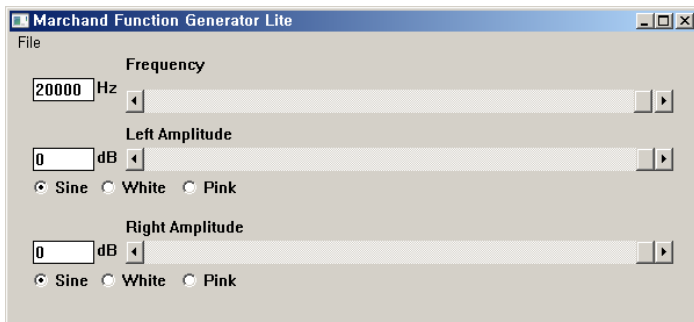 Marchand Function Generator Lite
File
Frequency
20000 Hz
Left Amplitude
0 dB
Sine White Pink
Right Amplitude
0 dB
Sine White Pink